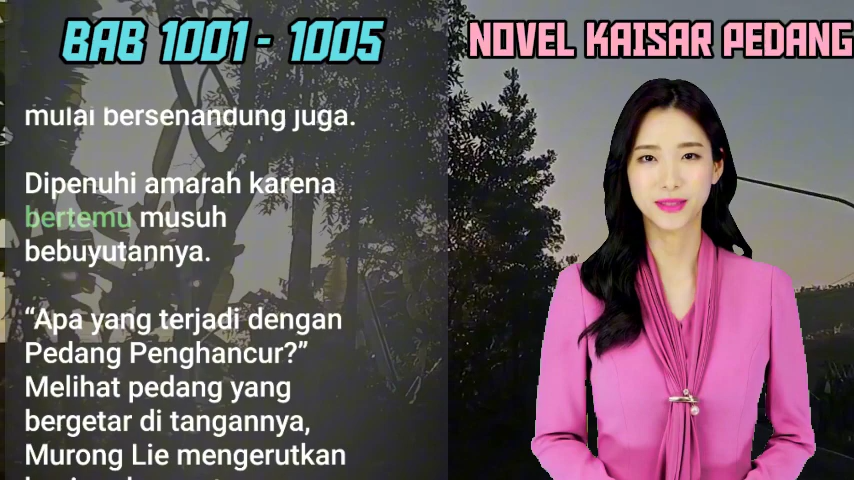 BAB 1001 - 1005
NOVEL KAISAR PEDANG
mulai bersenandung juga.
Dipenuhi amarah karena
bertemu musuh
bebuyutannya.
“Apa yang terjadi dengan
Pedang Penghancur?”
Melihat pedang yang
bergetar di tangannya,
Murong Lie mengerutkan